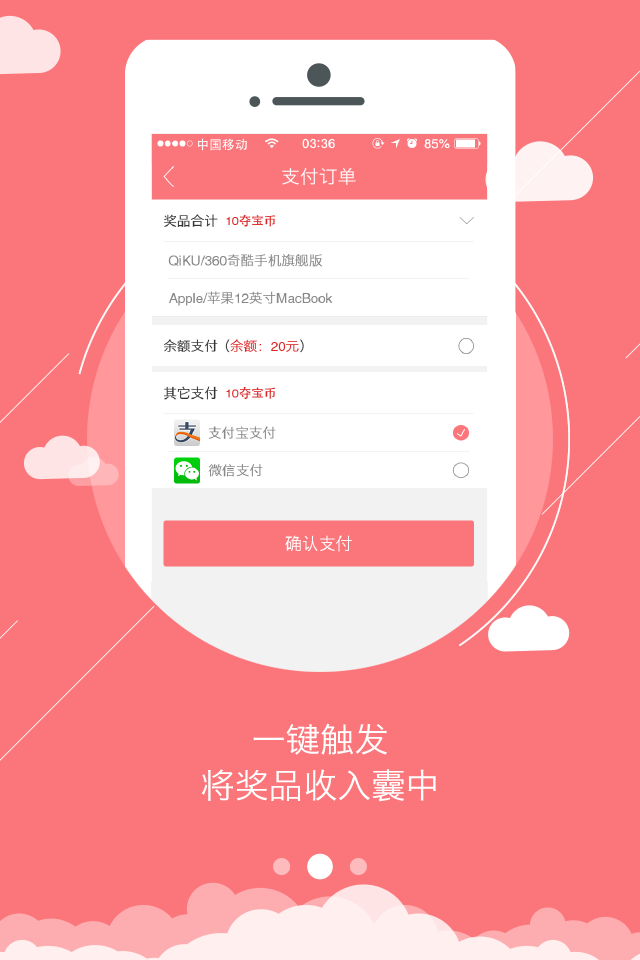 中国移动 03:36 85%
支付订单
奖品合计 10夺宝币
QiKU/360奇酷手机旗舰版
Apple/苹果12英寸MacBook
余额支付（余额：20元）
其它支付 10夺宝币
支付宝支付
微信支付
确认支付
一键触发
将奖品收入囊中